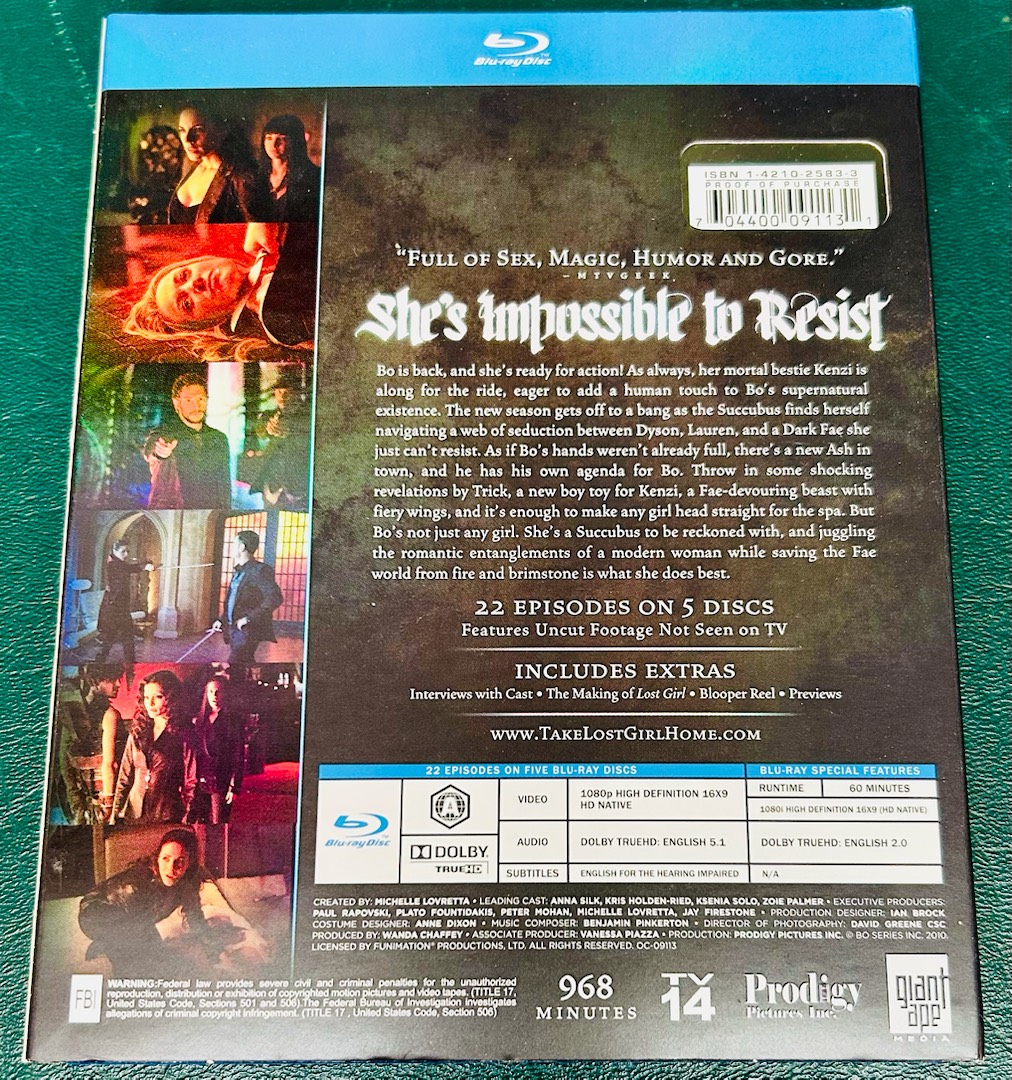 Blu-ray Disc
ISBN 1-4210-2583-3
PROOF OF PURCHASE
7 04400 09113 1
“Full of Sex, Magic, Humor and Gore.”
– MTVGEEK
She's Impossible to Resist
Bo is back, and she's ready for action! As always, her mortal bestie Kenzi is
along for the ride, eager to add a human touch to Bo's supernatural
existence. The new season gets off to a bang as the Succubus finds herself
navigating a web of seduction between Dyson, Lauren, and a Dark Fae she
just can't resist. As if Bo's hands weren't already full, there's a new Ash in
town, and he has his own agenda for Bo. Throw in some shocking
revelations by Trick, a new boy toy for Kenzi, a Fae-devouring beast with
fiery wings, and it's enough to make any girl head straight for the spa. But
Bo's not just any girl. She's a Succubus to be reckoned with, and juggling
the romantic entanglements of a modern woman while saving the Fae
world from fire and brimstone is what she does best.
22 EPISODES ON 5 DISCS
Features Uncut Footage Not Seen on TV
INCLUDES EXTRAS
Interviews with Cast • The Making of Lost Girl • Blooper Reel • Previews
www.TakeLostGirlHome.com
22 EPISODES ON FIVE BLU-RAY DISCS
BLU-RAY SPECIAL FEATURES
Blu-ray Disc
A
DOLBY
TRUEHD
VIDEO
1080p HIGH DEFINITION 16X9
HD NATIVE
AUDIO
DOLBY TRUEHD: ENGLISH 5.1
SUBTITLES
ENGLISH FOR THE HEARING IMPAIRED
RUNTIME
60 MINUTES
1080i HIGH DEFINITION 16X9 (HD NATIVE)
DOLBY TRUEHD: ENGLISH 2.0
N/A
CREATED BY: MICHELLE LOVRETTA • LEADING CAST: ANNA SILK, KRIS HOLDEN-RIED, KSENIA SOLO, ZOIE PALMER • EXECUTIVE PRODUCERS:
PAUL RAPOVSKI, PLATO FOUNTIDAKIS, PETER MOHAN, MICHELLE LOVRETTA, JAY FIRESTONE • PRODUCTION DESIGNER: IAN BROCK
COSTUME DESIGNER: ANNE DIXON • MUSIC COMPOSER: BENJAMIN PINKERTON • DIRECTOR OF PHOTOGRAPHY: DAVID GREENE CSC
PRODUCED BY: WANDA CHAFFEY • ASSOCIATE PRODUCER: VANESSA PIAZZA • PRODUCTION: PRODIGY PICTURES INC. © BO SERIES INC. 2010.
LICENSED BY FUNIMATION® PRODUCTIONS, LTD. ALL RIGHTS RESERVED. OC-09113
FBI
WARNING:Federal law provides severe civil and criminal penalties for the unauthorized
reproduction, distribution or exhibition of copyrighted motion pictures and video tapes. (TITLE 17,
United States Code, Sections 501 and 506).The Federal Bureau of Investigation investigates
allegations of criminal copyright infringement. (TITLE 17 , United States Code, Section 506)
968
MINUTES
TV
14
Prodigy
Pictures Inc.
giant
ape
MEDIA